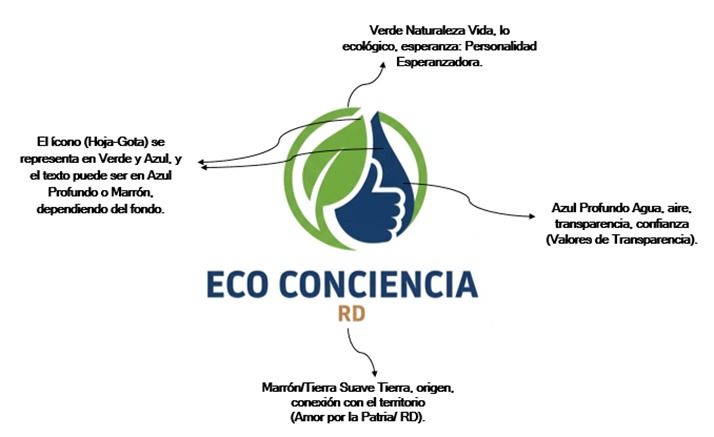 Verde Naturaleza Vida, lo
ecológico, esperanza: Personalidad
Esperanzadora.
El ícono (Hoja-Gota) se
representa en Verde y Azul, y
el texto puede ser en Azul
Profundo o Marrón,
dependiendo del fondo.
Azul Profundo Agua, aire,
transparencia, confianza
(Valores de Transparencia).
ECO CONCIENCIA
RD
Marrón/Tierra Suave Tierra, origen,
conexión con el territorio
(Amor por la Patria/ RD).